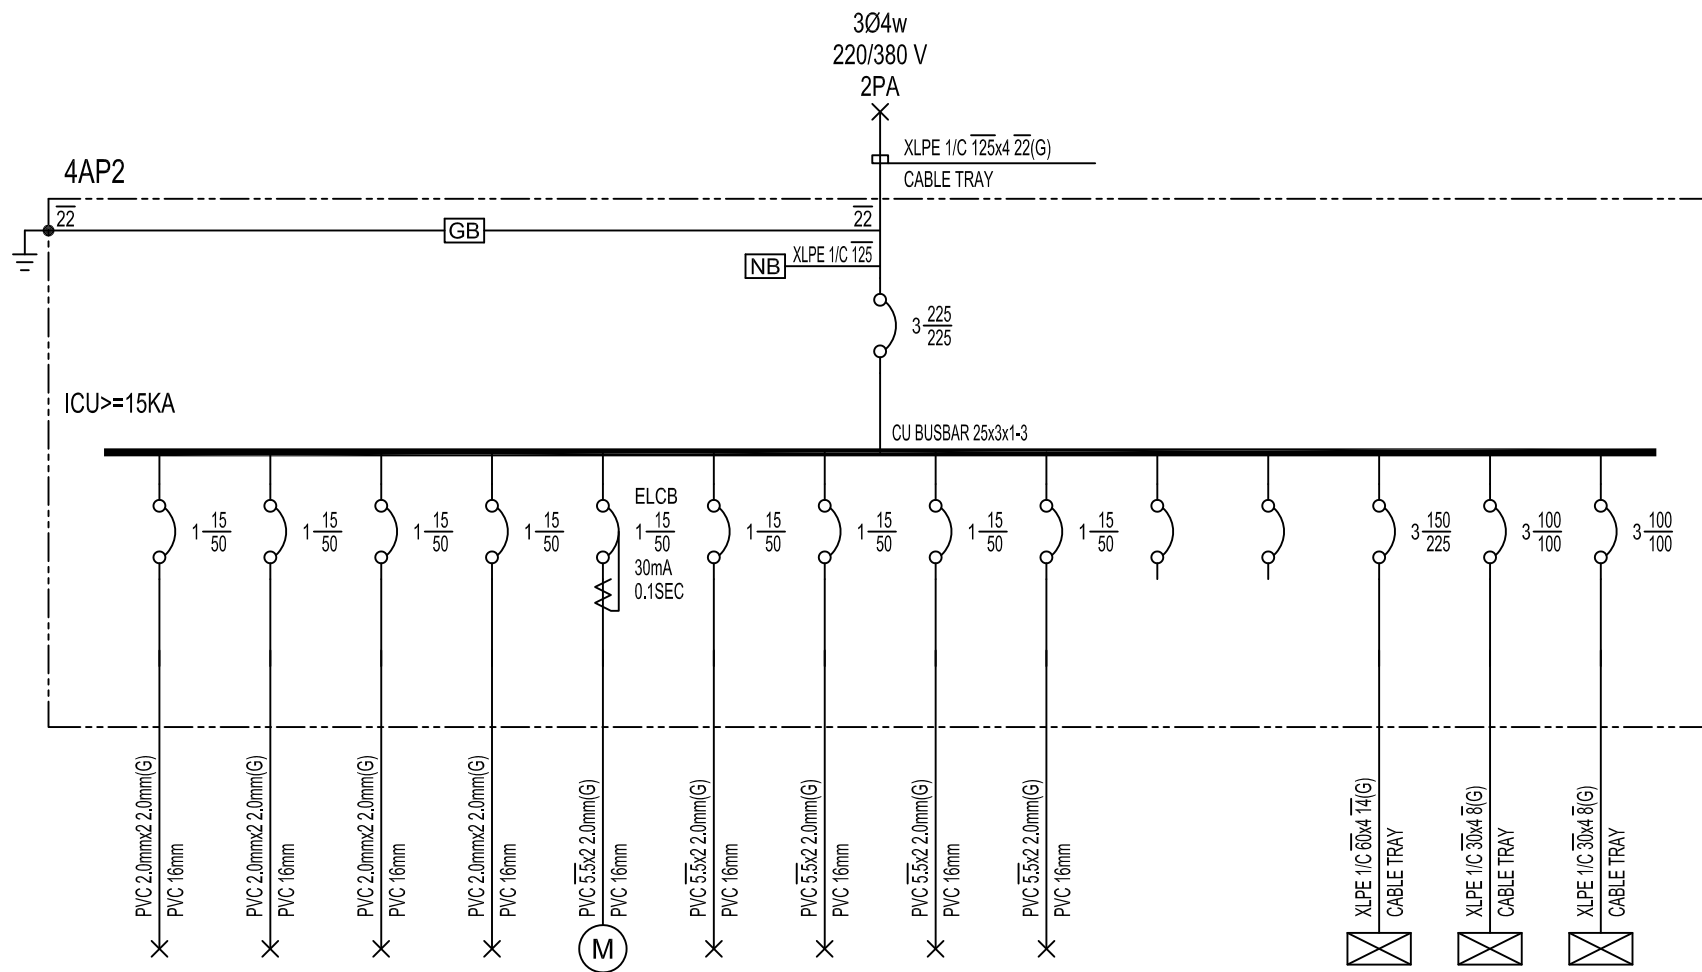 3Ø4w
220/380 V
2PA
XLPE 1/C 125x4 22(G)
CABLE TRAY
4AP2
22
GB
22
NB
XLPE 1/C 125
3 225/225
ICU>=15KA
CU BUSBAR 25x3x1-3
1 15/50
1 15/50
1 15/50
1 15/50
ELCB
1 15/50
30mA
0.1SEC
1 15/50
1 15/50
1 15/50
1 15/50
3 150/225
3 100/100
3 100/100
PVC 2.0mmx2 2.0mm(G)
PVC 16mm
PVC 2.0mmx2 2.0mm(G)
PVC 16mm
PVC 2.0mmx2 2.0mm(G)
PVC 16mm
PVC 2.0mmx2 2.0mm(G)
PVC 16mm
PVC 5.5x2 2.0mm(G)
PVC 16mm
M
PVC 5.5x2 2.0mm(G)
PVC 16mm
PVC 5.5x2 2.0mm(G)
PVC 16mm
PVC 5.5x2 2.0mm(G)
PVC 16mm
PVC 5.5x2 2.0mm(G)
PVC 16mm
XLPE 1/C 60x4 14(G)
CABLE TRAY
XLPE 1/C 30x4 8(G)
CABLE TRAY
XLPE 1/C 30x4 8(G)
CABLE TRAY